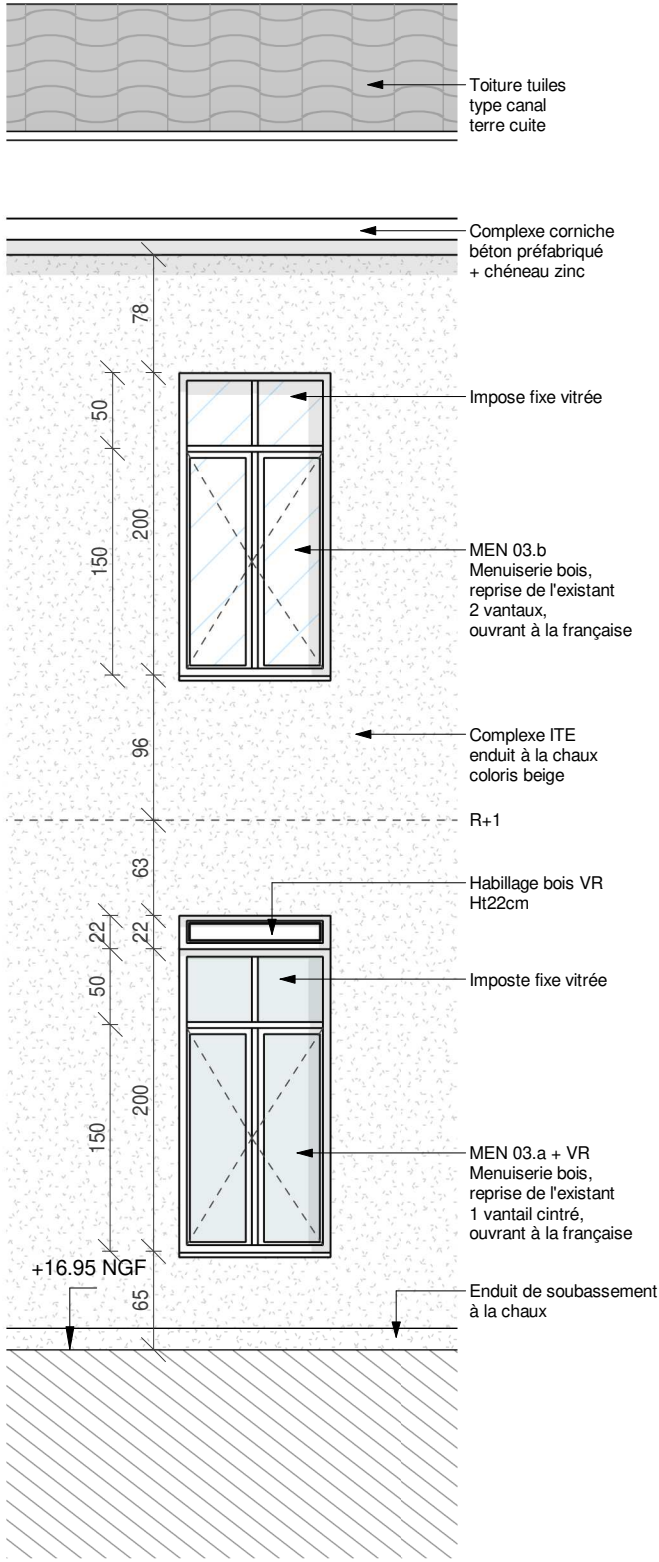 Toiture tuiles
type canal
terre cuite
Complexe corniche
béton préfabriqué
+ chéneau zinc
78
50
Impose fixe vitrée
200
150
MEN 03.b
Menuiserie bois,
reprise de l'existant
2 vantaux,
ouvrant à la française
96
Complexe ITE
enduit à la chaux
coloris beige
R+1
63
Habillage bois VR
Ht22cm
22
22
50
Imposte fixe vitrée
200
150
MEN 03.a + VR
Menuiserie bois,
reprise de l'existant
1 vantail cintré,
ouvrant à la française
+16.95 NGF
65
Enduit de soubassement
à la chaux